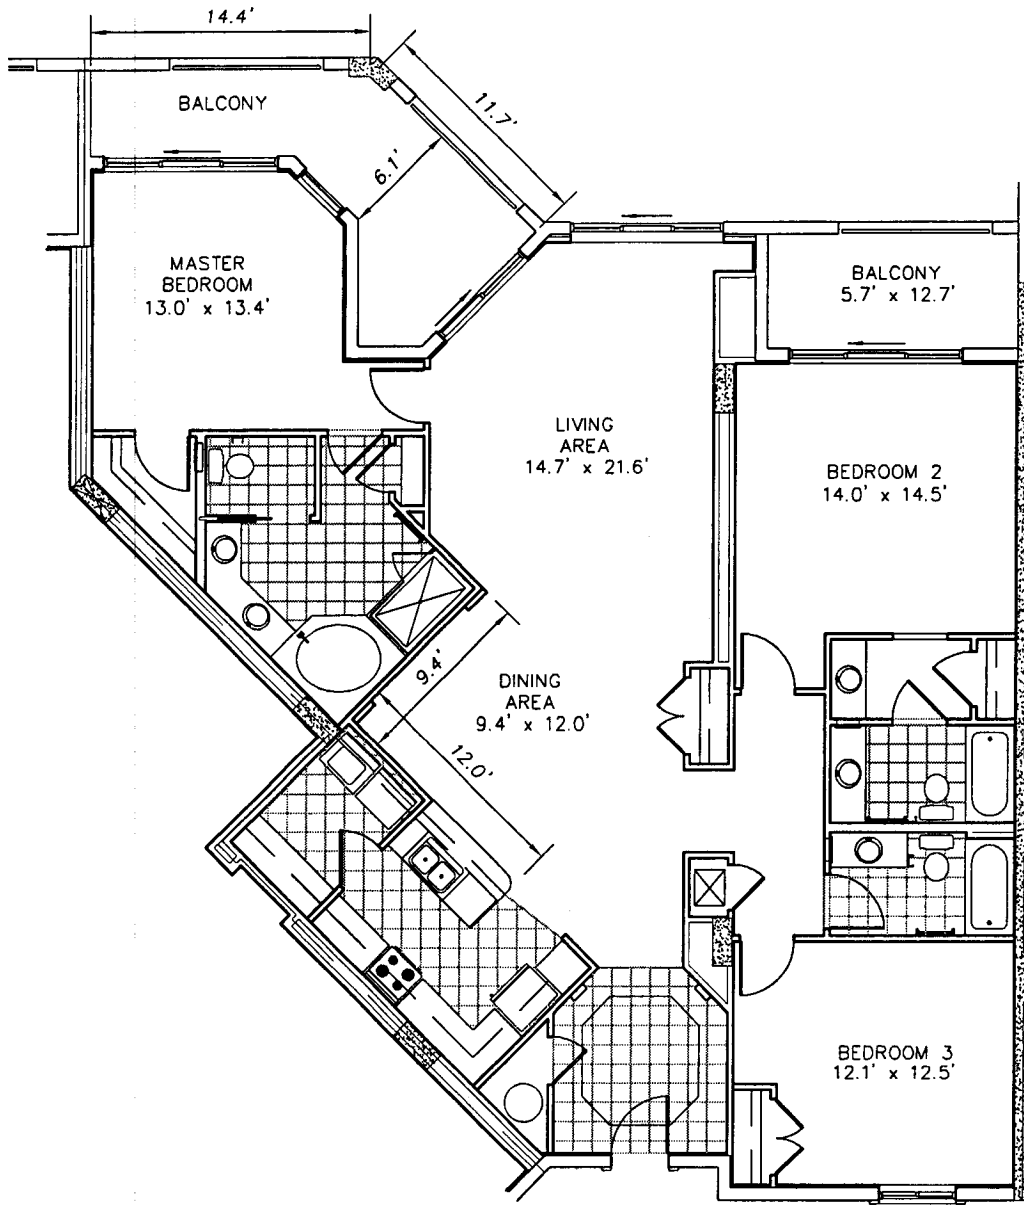 14.4'
BALCONY
11.7'
6.1'
MASTER
BEDROOM
13.0' x 13.4'
BALCONY
5.7' x 12.7'
LIVING
AREA
14.7' x 21.6'
BEDROOM 2
14.0' x 14.5'
9.4'
DINING
AREA
9.4' x 12.0'
12.0'
BEDROOM 3
12.1' x 12.5'